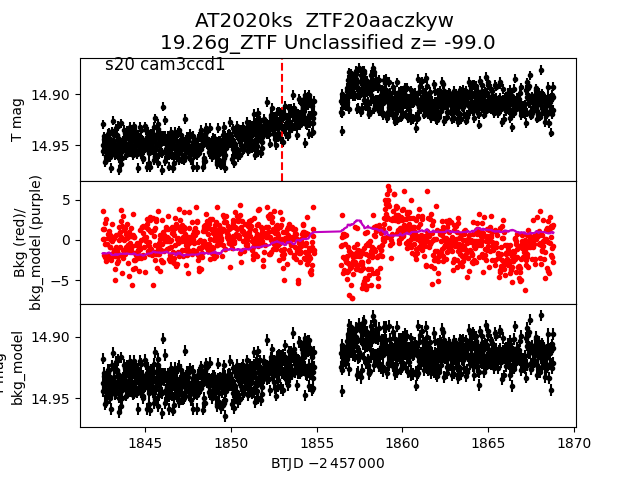 AT2020ks  ZTF20aaczkyw
19.26g_ZTF Unclassified z= -99.0
s20 cam3ccd1
14.90
14.95
T mag
5
0
−5
Bkg (red)/
bkg_model (purple)
14.90
14.95
bkg_model
1845
1850
1855
1860
1865
1870
BTJD −2 457 000